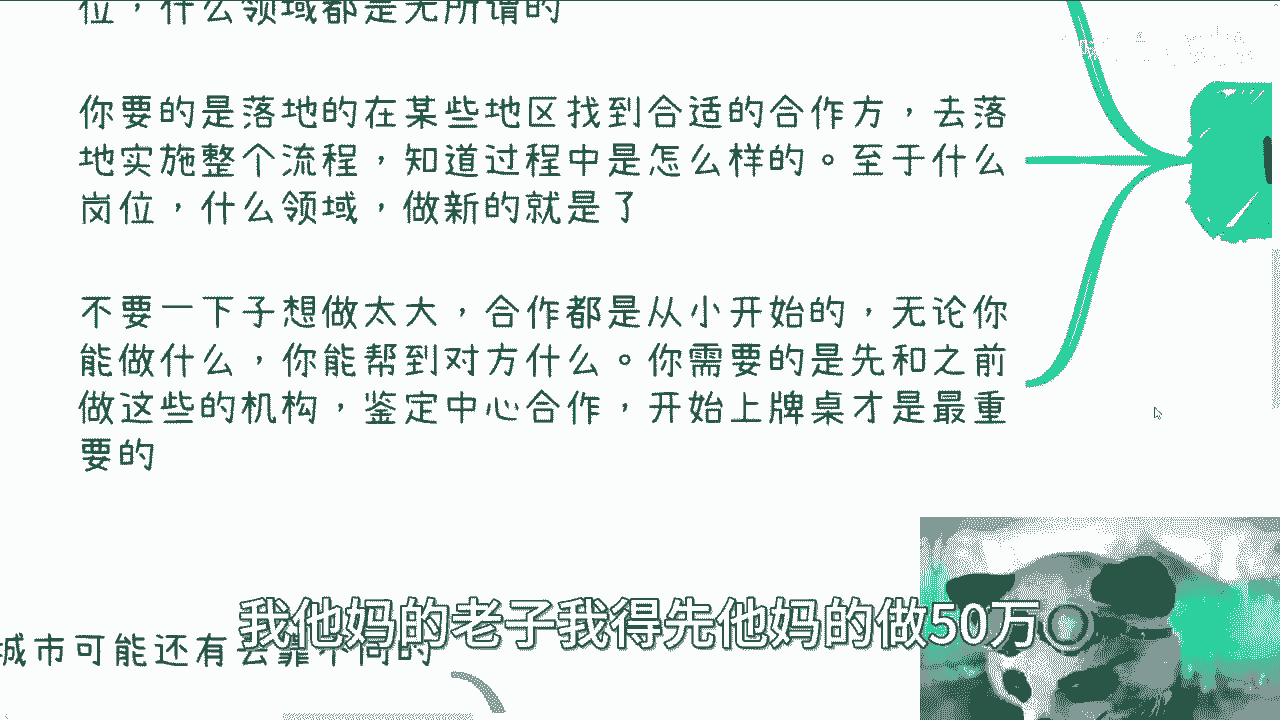 位，什么领域都是无所谓的
你要的是落地的在某些地区找到合适的合作方，去落
地实施整个流程，知道过程中是怎么样的。至于什么
岗位，什么领域，做新的就是了
不要一下子想做太大，合作都是从小开始的，无论你
能做什么，你能帮到对方什么。你需要的是先和之前
做这些的机构，鉴定中心合作，开始上牌桌才是最重
要的
我他妈的老子我得先他妈的做50万
城市可能还有